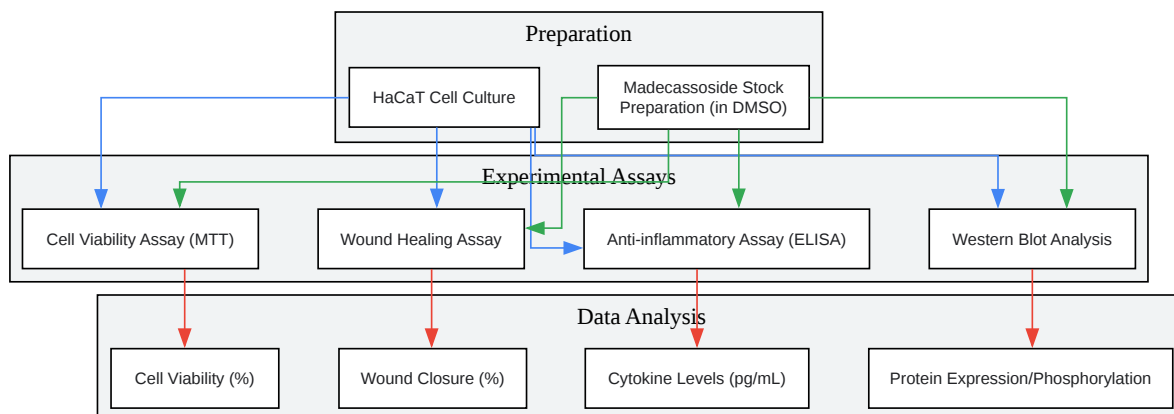 Preparation
HaCaT Cell Culture
Madecassoside Stock
Preparation (in DMSO)
Experimental Assays
Cell Viability Assay (MTT)
Wound Healing Assay
Anti-inflammatory Assay (ELISA)
Western Blot Analysis
Data Analysis
Cell Viability (%)
Wound Closure (%)
Cytokine Levels (pg/mL)
Protein Expression/Phosphorylation